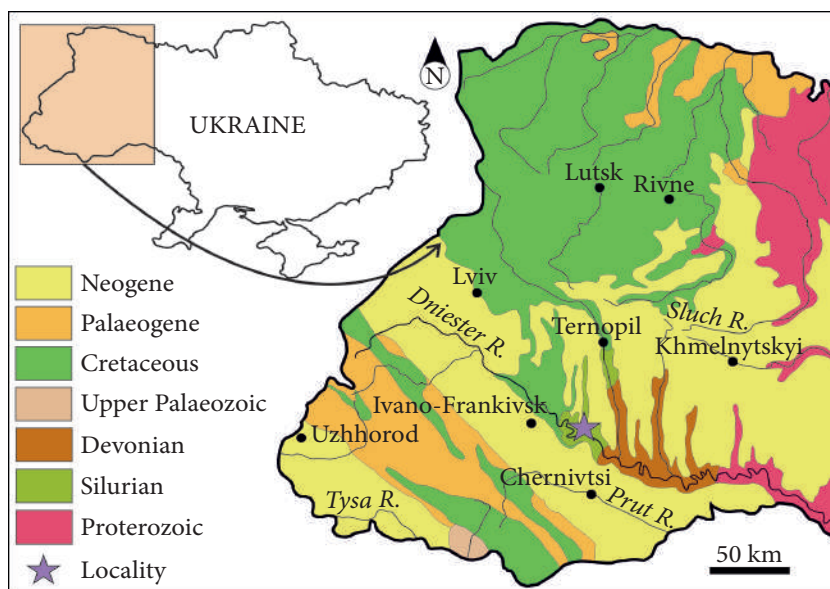 UKRAINE
N
Lutsk
Rivne
Lviv
Dniester R.
Ternopil
Sluch R.
Khmelnytskyi
Ivano-Frankivsk
Uzhhorod
Chernivtsi
Prut R.
Tysa R.
50 km
Neogene
Palaeogene
Cretaceous
Upper Palaeozoic
Devonian
Silurian
Proterozoic
Locality